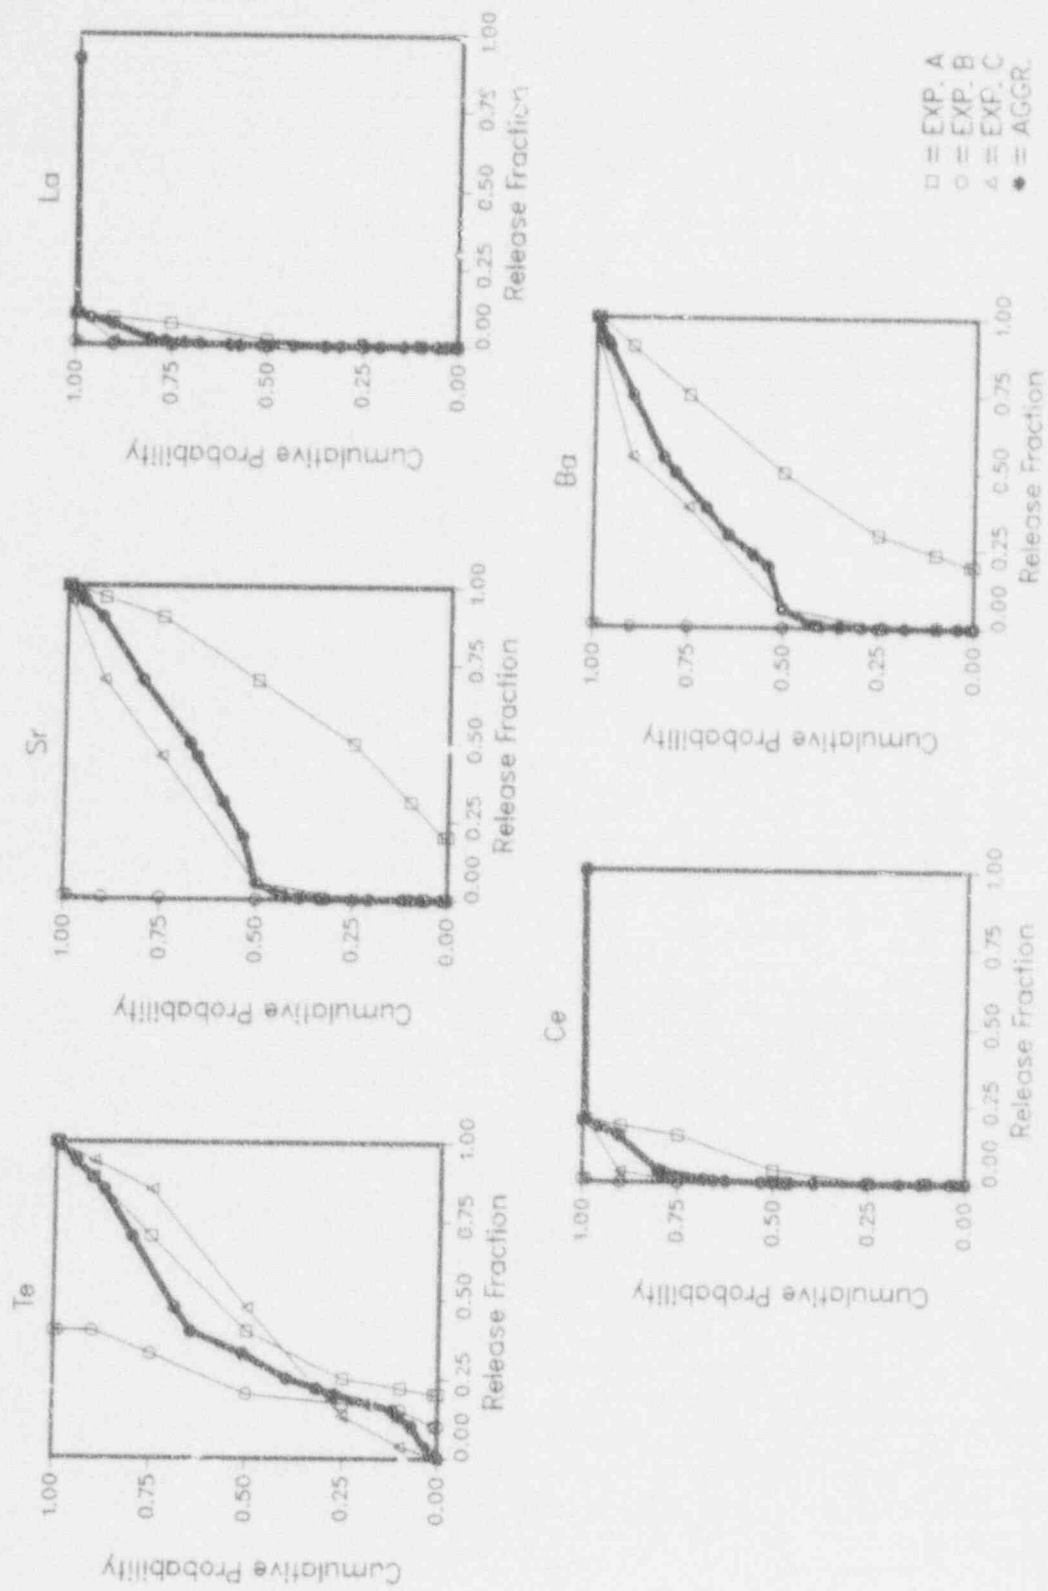 Te
Cumulative Probability
1.00
0.75
0.50
0.25
0.00
0.00 0.25 0.50 0.75 1.00
Release Fraction
Sr
Cumulative Probability
1.00
0.75
0.50
0.25
0.00
0.00 0.25 0.50 0.75 1.00
Release Fraction
La
Cumulative Probability
1.00
0.75
0.50
0.25
0.00
0.00 0.25 0.50 0.75 1.00
Release Fraction
Ce
Cumulative Probability
1.00
0.75
0.50
0.25
0.00
0.00 0.25 0.50 0.75 1.00
Release Fraction
Ba
Cumulative Probability
1.00
0.75
0.50
0.25
0.00
0.00 0.25 0.50 0.75 1.00
Release Fraction
□ = EXP. A
○ = EXP. B
△ = EXP. C
● = AGGR.